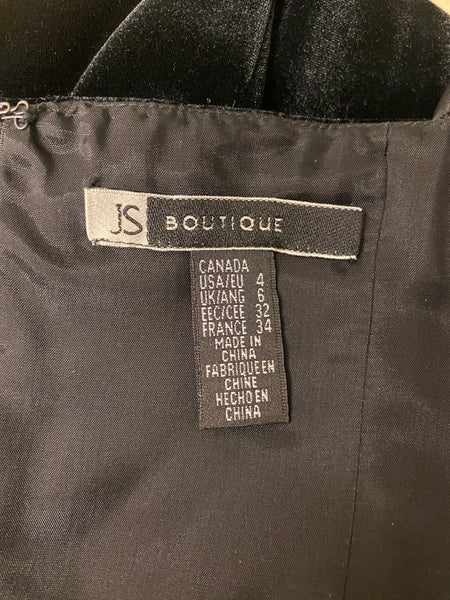 JS BOUTIQUE
CANADA
USA/EU 4
UK/ANG 6
EEC/CEE 32
FRANCE 34
MADE IN
CHINA
FABRIQUE EN
CHINE
HECHO EN
CHINA